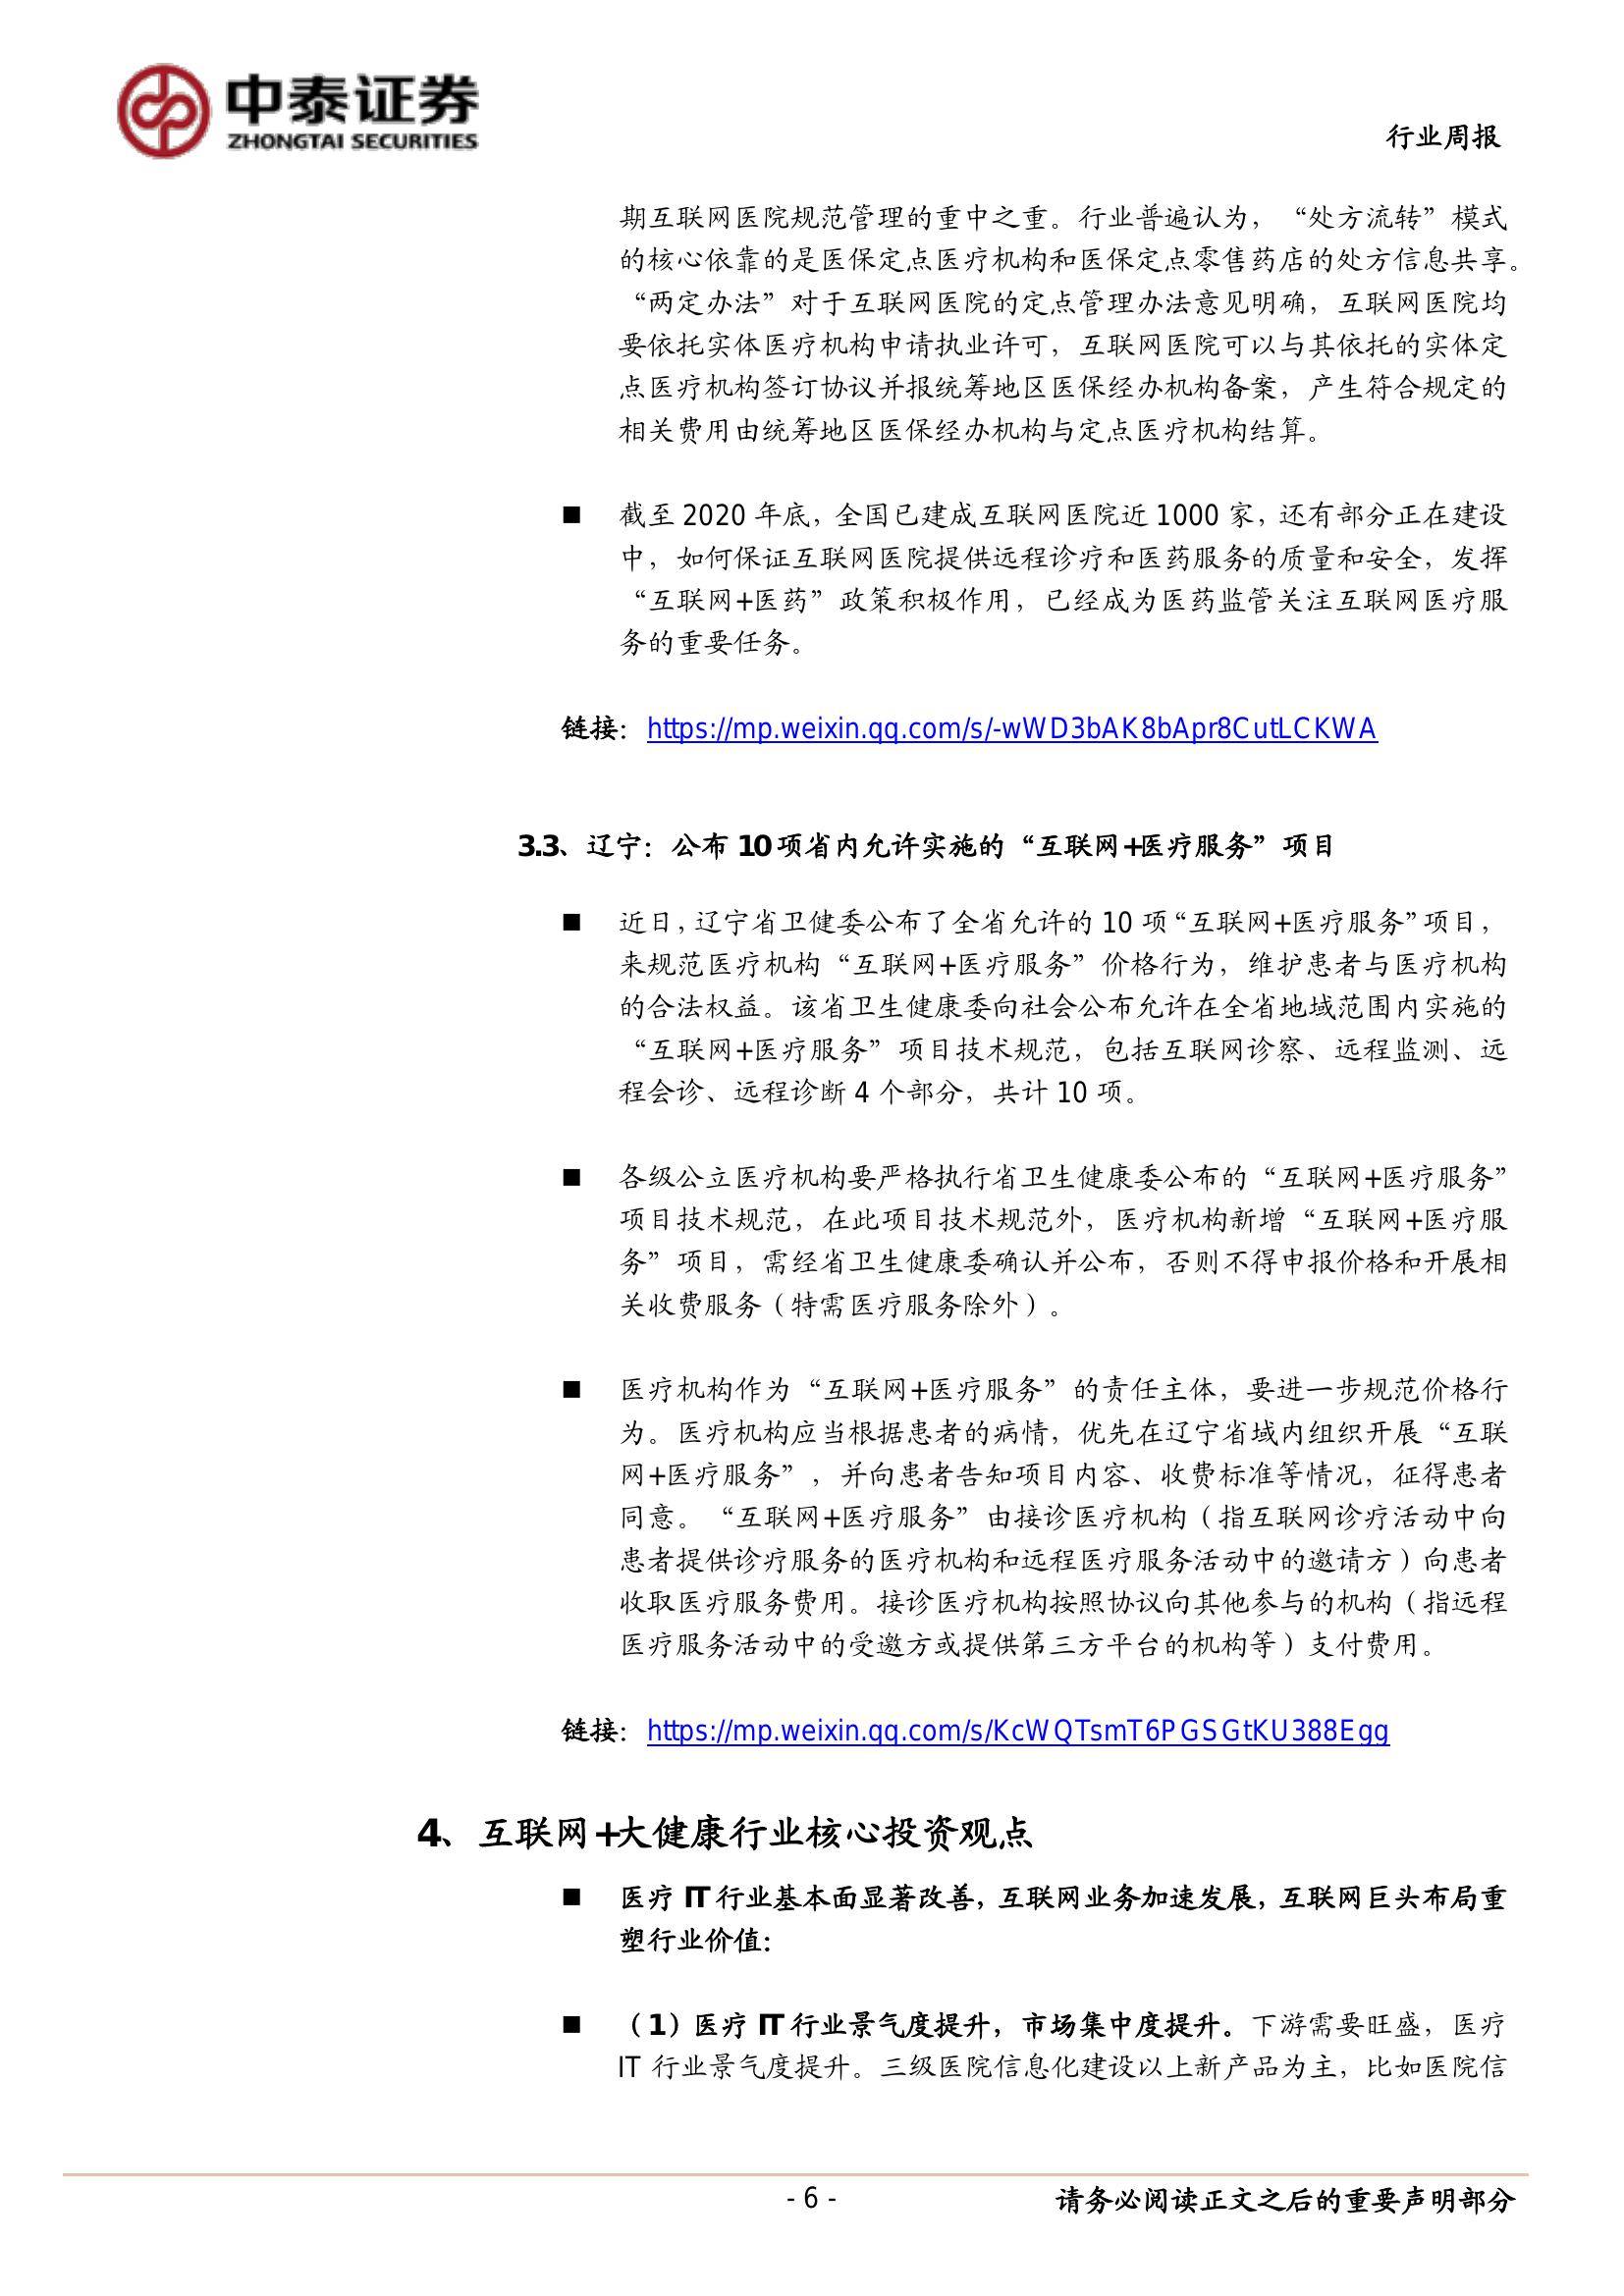 中泰证券
ZHONGTAI SECURITIES
行业周报
期互联网医院规范管理的重中之重。行业普遍认为，“处方流转”模式
的核心依靠的是医保定点医疗机构和医保定点零售药店的处方信息共享。
“两定办法”对于互联网医院的定点管理办法意见明确，互联网医院均
要依托实体医疗机构申请执业许可，互联网医院可以与其依托的实体定
点医疗机构签订协议并报统筹地区医保经办机构备案，产生符合规定的
相关费用由统筹地区医保经办机构与定点医疗机构结算。
■ 截至 2020 年底，全国已建成互联网医院近 1000 家，还有部分正在建设
中，如何保证互联网医院提供远程诊疗和医药服务的质量和安全，发挥
“互联网+医药”政策积极作用，已经成为医药监管关注互联网医疗服
务的重要任务。
链接：https://mp.weixin.qq.com/s/-wWD3bAK8bApr8CutLCKWA
3.3、辽宁：公布 10 项省内允许实施的“互联网+医疗服务”项目
■ 近日，辽宁省卫健委公布了全省允许的 10 项“互联网+医疗服务”项目，
来规范医疗机构“互联网+医疗服务”价格行为，维护患者与医疗机构
的合法权益。该省卫生健康委向社会公布允许在全省地域范围内实施的
“互联网+医疗服务”项目技术规范，包括互联网诊察、远程监测、远
程会诊、远程诊断 4 个部分，共计 10 项。
■ 各级公立医疗机构要严格执行省卫生健康委公布的“互联网+医疗服务”
项目技术规范，在此项目技术规范外，医疗机构新增“互联网+医疗服
务”项目，需经省卫生健康委确认并公布，否则不得申报价格和开展相
关收费服务（特需医疗服务除外）。
■ 医疗机构作为“互联网+医疗服务”的责任主体，要进一步规范价格行
为。医疗机构应当根据患者的病情，优先在辽宁省域内组织开展“互联
网+医疗服务”，并向患者告知项目内容、收费标准等情况，征得患者
同意。“互联网+医疗服务”由接诊医疗机构（指互联网诊疗活动中向
患者提供诊疗服务的医疗机构和远程医疗服务活动中的邀请方）向患者
收取医疗服务费用。接诊医疗机构按照协议向其他参与的机构（指远程
医疗服务活动中的受邀方或提供第三方平台的机构等）支付费用。
链接：https://mp.weixin.qq.com/s/KcWQTsmT6PGSGtKU388Egg
4、互联网+大健康行业核心投资观点
■ 医疗 IT 行业基本面显著改善，互联网业务加速发展，互联网巨头布局重
塑行业价值：
■ （1）医疗 IT 行业景气度提升，市场集中度提升。下游需要旺盛，医疗
IT 行业景气度提升。三级医院信息化建设以上新产品为主，比如医院信
- 6 -
请务必阅读正文之后的重要声明部分